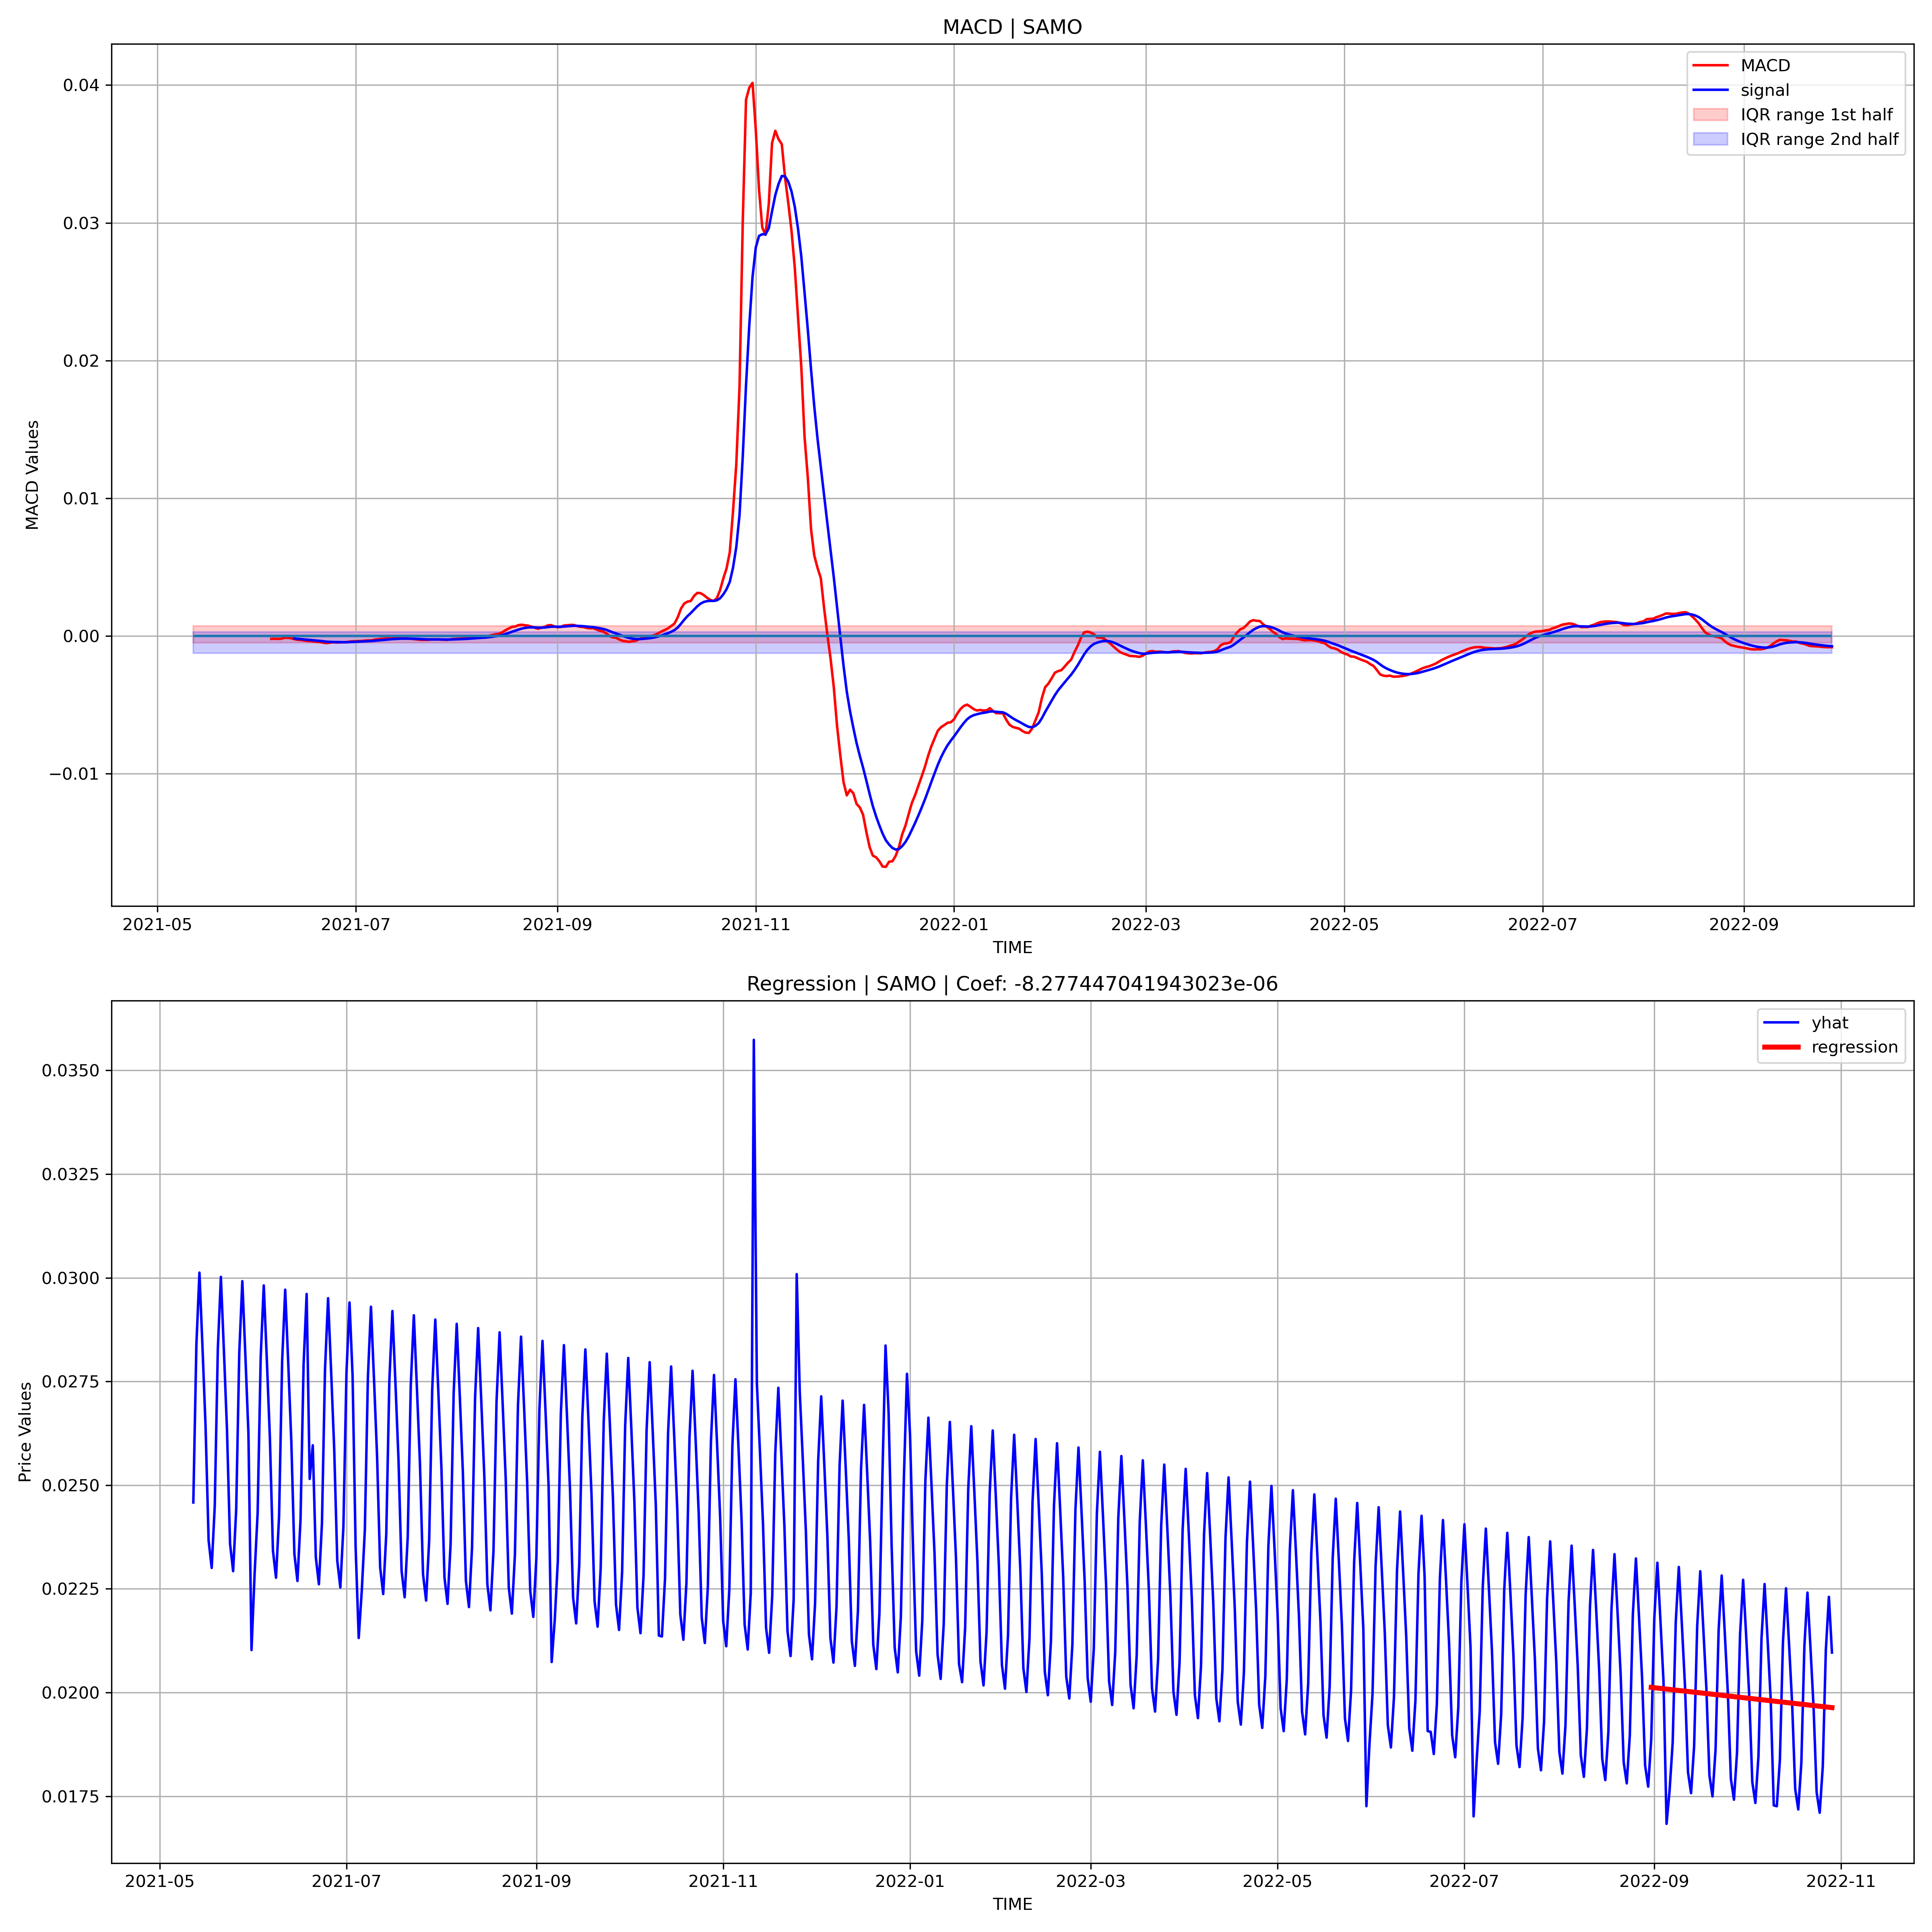 MACD | SAMO
MACD
signal
IQR range 1st half
IQR range 2nd half
0.04
0.03
0.02
0.01
0.00
−0.01
MACD Values
2021-05 2021-07 2021-09 2021-11 2022-01 2022-03 2022-05 2022-07 2022-09
TIME
Regression | SAMO | Coef: -8.277447041943023e-06
yhat
regression
0.0350
0.0325
0.0300
0.0275
0.0250
0.0225
0.0200
0.0175
Price Values
2021-05 2021-07 2021-09 2021-11 2022-01 2022-03 2022-05 2022-07 2022-09 2022-11
TIME